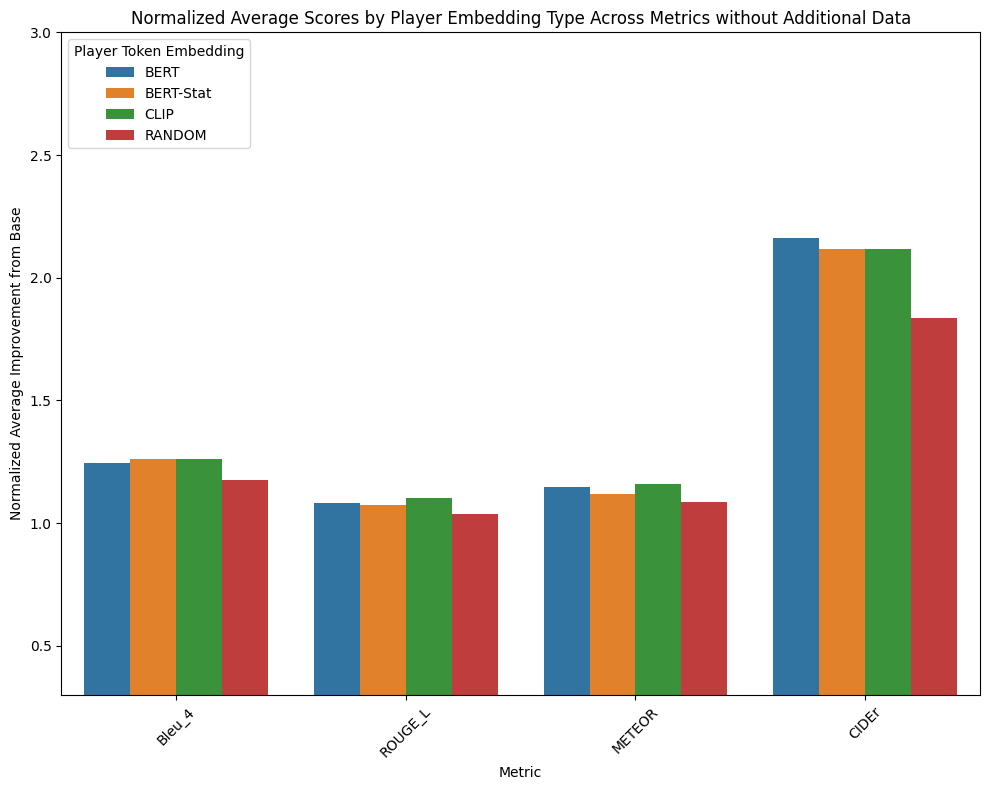 Normalized Average Scores by Player Embedding Type Across Metrics without Additional Data
Player Token Embedding
BERT
BERT-Stat
CLIP
RANDOM
Normalized Average Improvement from Base
3.0
2.5
2.0
1.5
1.0
0.5
Bleu_4
ROUGE_L
METEOR
CIDEr
Metric